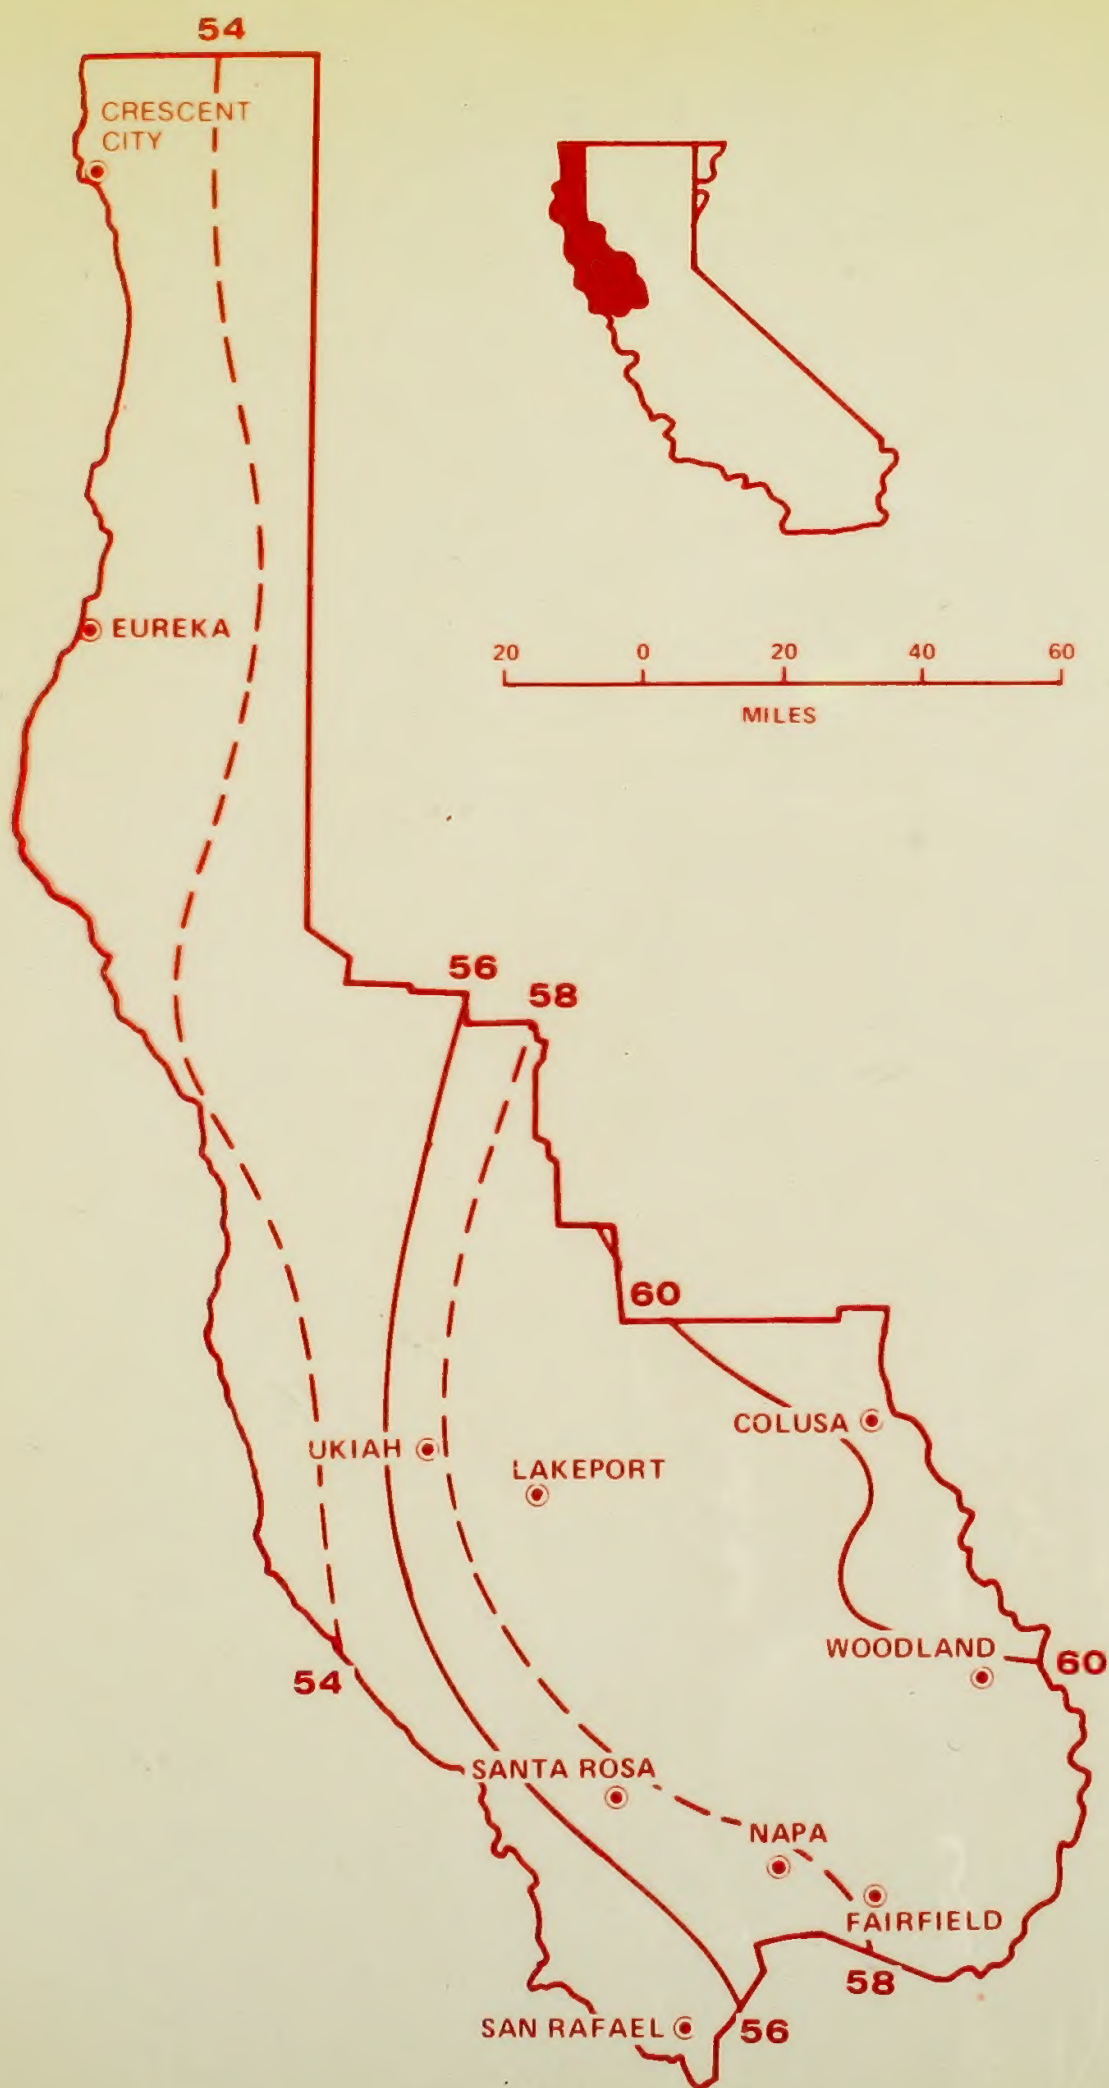 54
CRESCENT
CITY
EUREKA
20 0 20 40 60
MILES
56
58
60
COLUSA
UKIAH
LAKEPORT
WOODLAND
60
54
SANTA ROSA
NAPA
FAIRFIELD
58
SAN RAFAEL
56